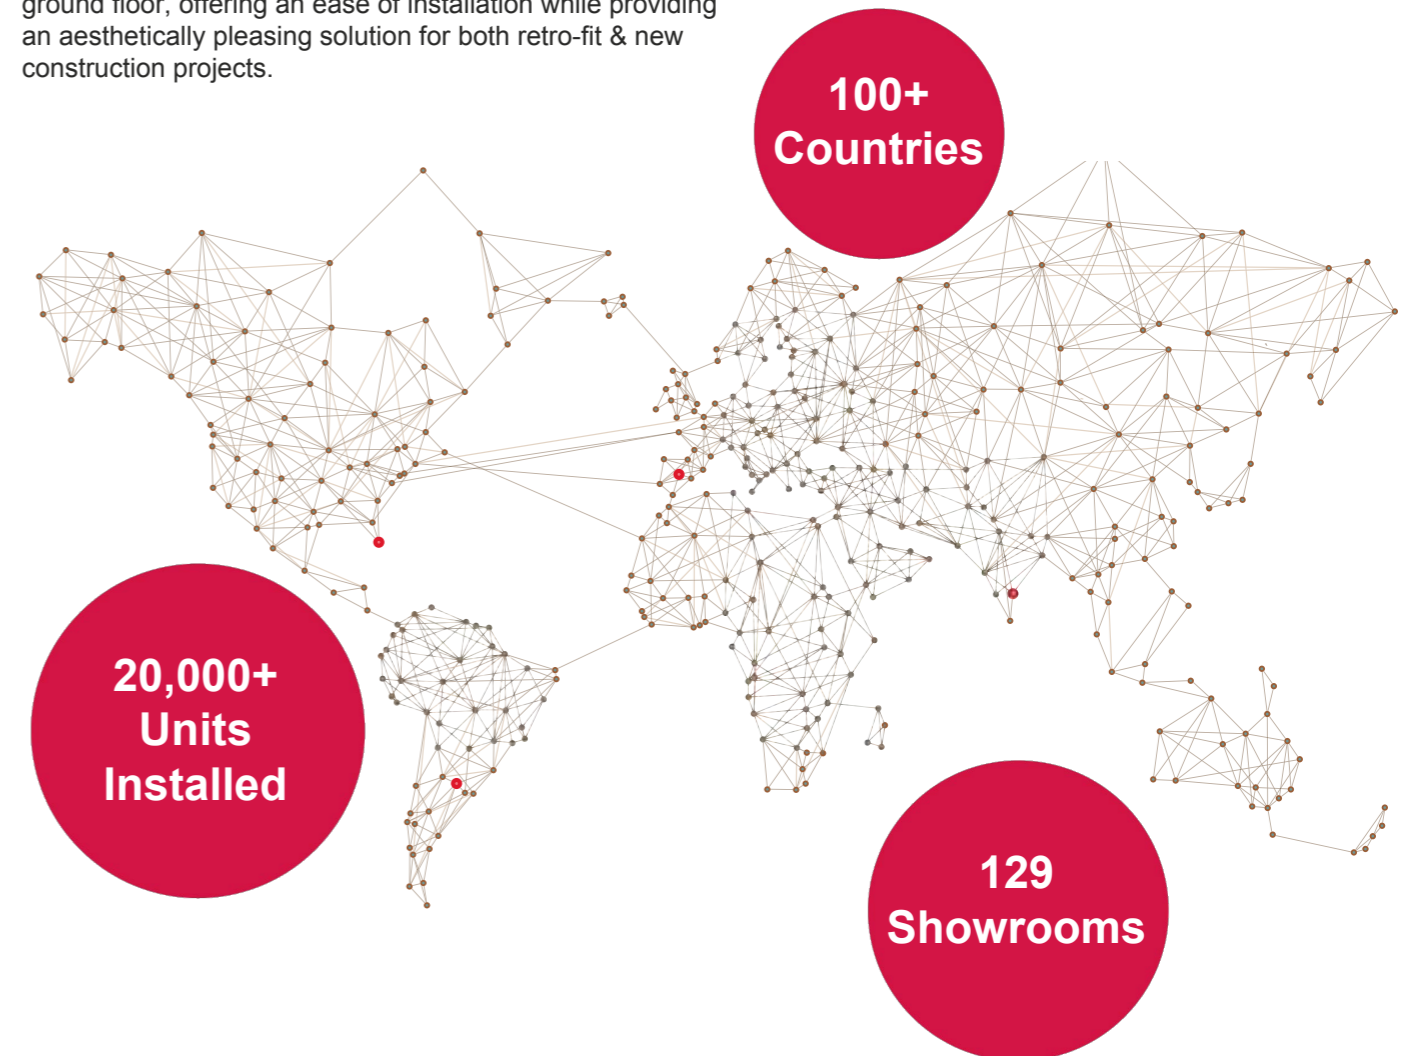 ground floor, offering an ease of installation while providing
an aesthetically pleasing solution for both retro-fit & new
construction projects.
100+
Countries
20,000+
Units
Installed
129
Showrooms